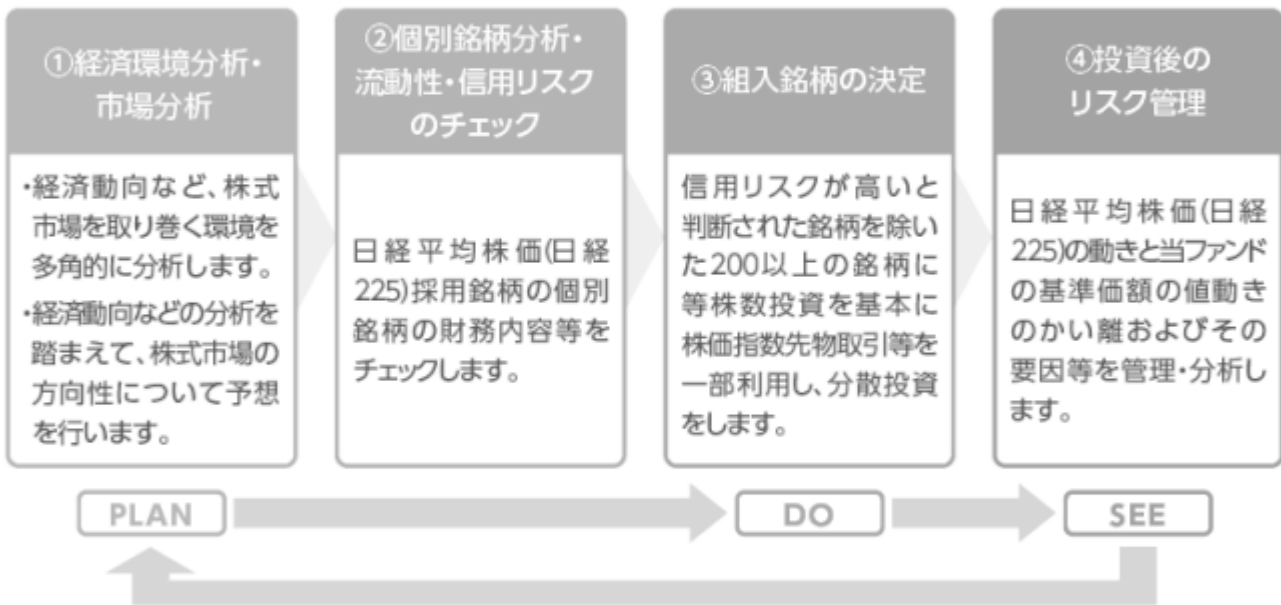 ①経済環境分析・
市場分析
・経済動向など、株式
市場を取り巻く環境を
多角的に分析します。
・経済動向などの分析を
踏まえて、株式市場の
方向性について予想
を行います。
②個別銘柄分析・
流動性・信用リスク
のチェック
日経平均株価(日経
225)採用銘柄の個別
銘柄の財務内容等を
チェックします。
③組入銘柄の決定
信用リスクが高いと
判断された銘柄を除い
た200以上の銘柄に
等株数投資を基本に
株価指数先物取引等を
一部利用し、分散投資
をします。
④投資後の
リスク管理
日経平均株価(日経
225)の動きと当ファンド
の基準価額の値動き
のかい離およびその
要因等を管理・分析し
ます。
PLAN
DO
SEE